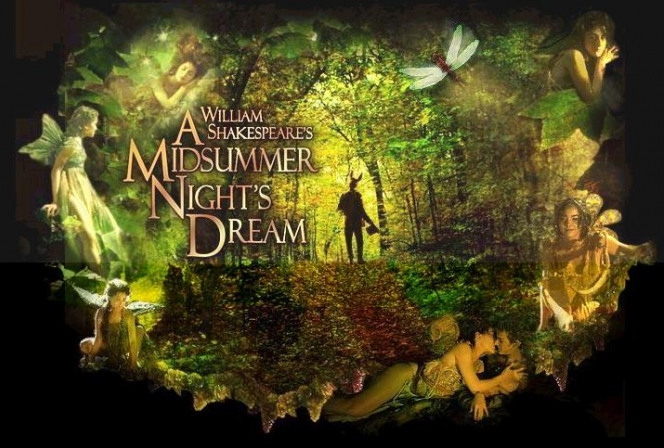 WILLIAM
SHAKESPEARE'S
A
MIDSUMMER
NIGHT'S
DREAM